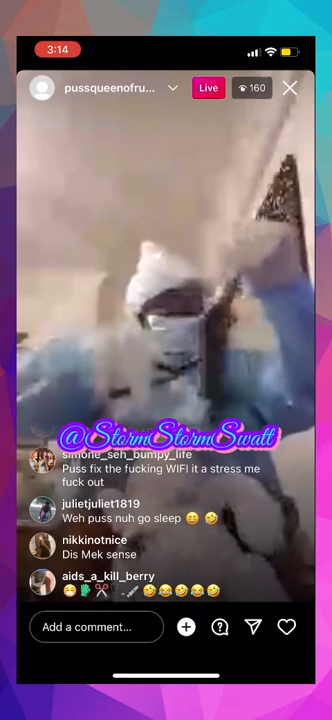 3:14
pussqueenofru...
Live
160
@StormStormSwatt
simone_seh_bumpy_life
Puss fix the fucking WIFI it a stress me
fuck out
julietjuliet1819
Weh puss nuh go sleep 😆 🤣
nikkinotnice
Dis Mek sense
aids_a_kill_berry
Add a comment...